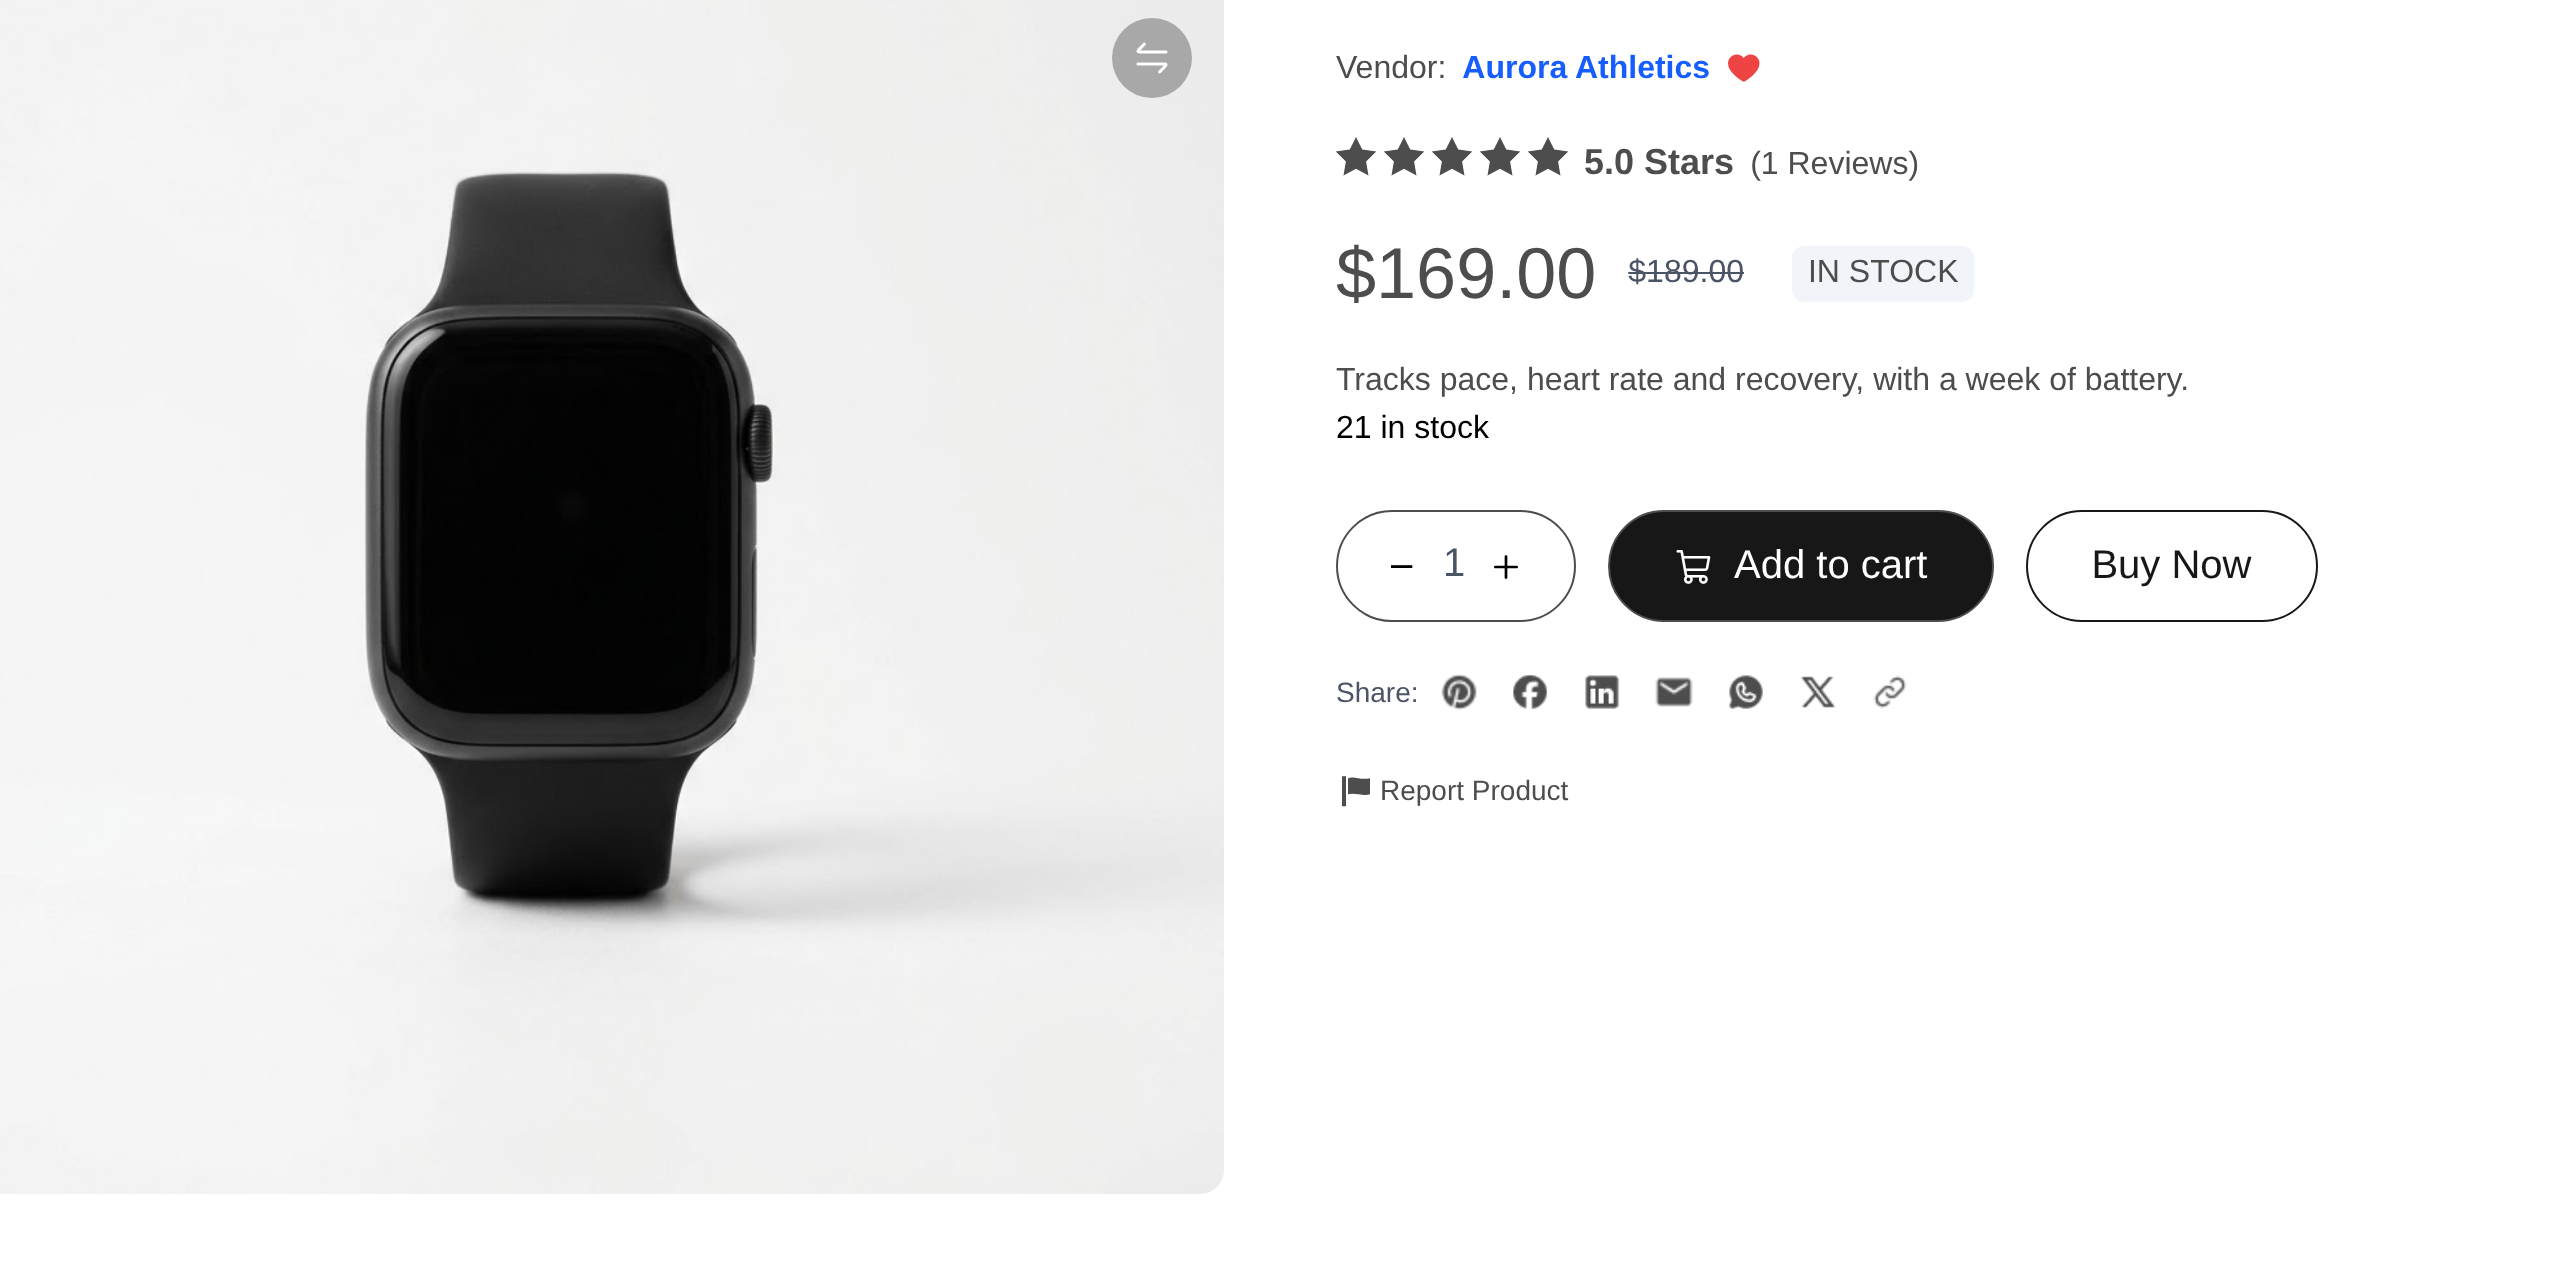 Vendor: Aurora Athletics
5.0 Stars (1 Reviews)
$169.00 $189.00 IN STOCK
Tracks pace, heart rate and recovery, with a week of battery.
21 in stock
1 Add to cart Buy Now
Share:
Report Product